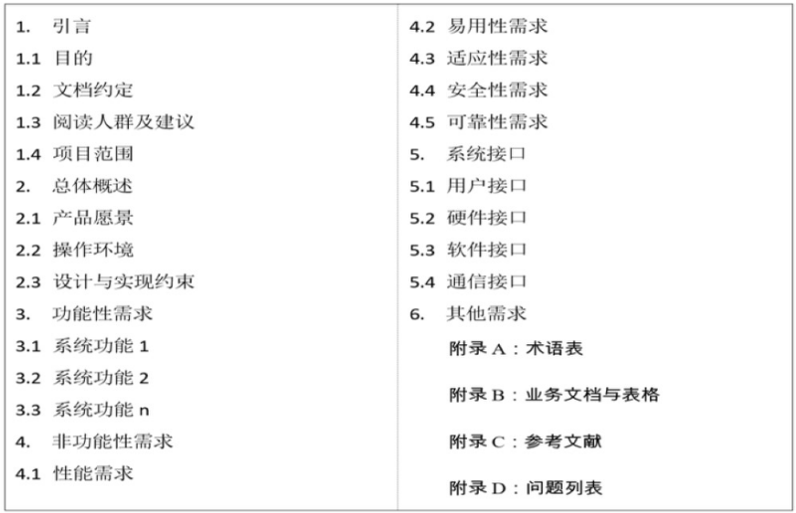 1. 引言
1.1 目的
1.2 文档约定
1.3 阅读人群及建议
1.4 项目范围
2. 总体概述
2.1 产品愿景
2.2 操作环境
2.3 设计与实现约束
3. 功能性需求
3.1 系统功能 1
3.2 系统功能 2
3.3 系统功能 n
4. 非功能性需求
4.1 性能需求
4.2 易用性需求
4.3 适应性需求
4.4 安全性需求
4.5 可靠性需求
5. 系统接口
5.1 用户接口
5.2 硬件接口
5.3 软件接口
5.4 通信接口
6. 其他需求
附录 A：术语表
附录 B：业务文档与表格
附录 C：参考文献
附录 D：问题列表